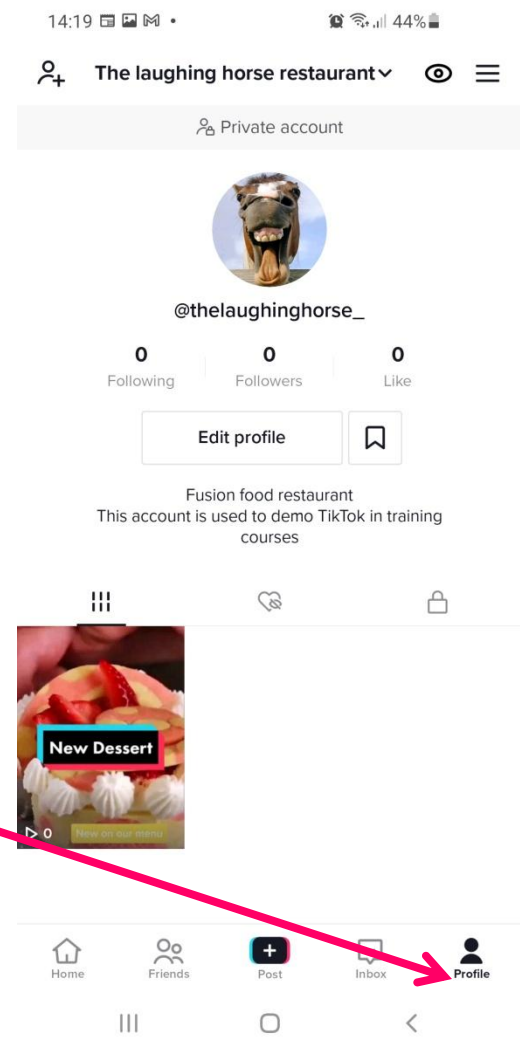 14:19 44%
The laughing horse restaurant
Private account
@thelaughinghorse_
0 0 0
Following Followers Like
Edit profile
Fusion food restaurant
This account is used to demo TikTok in training
courses
New Dessert
0 New on our menu
Home Friends Post Inbox Profile